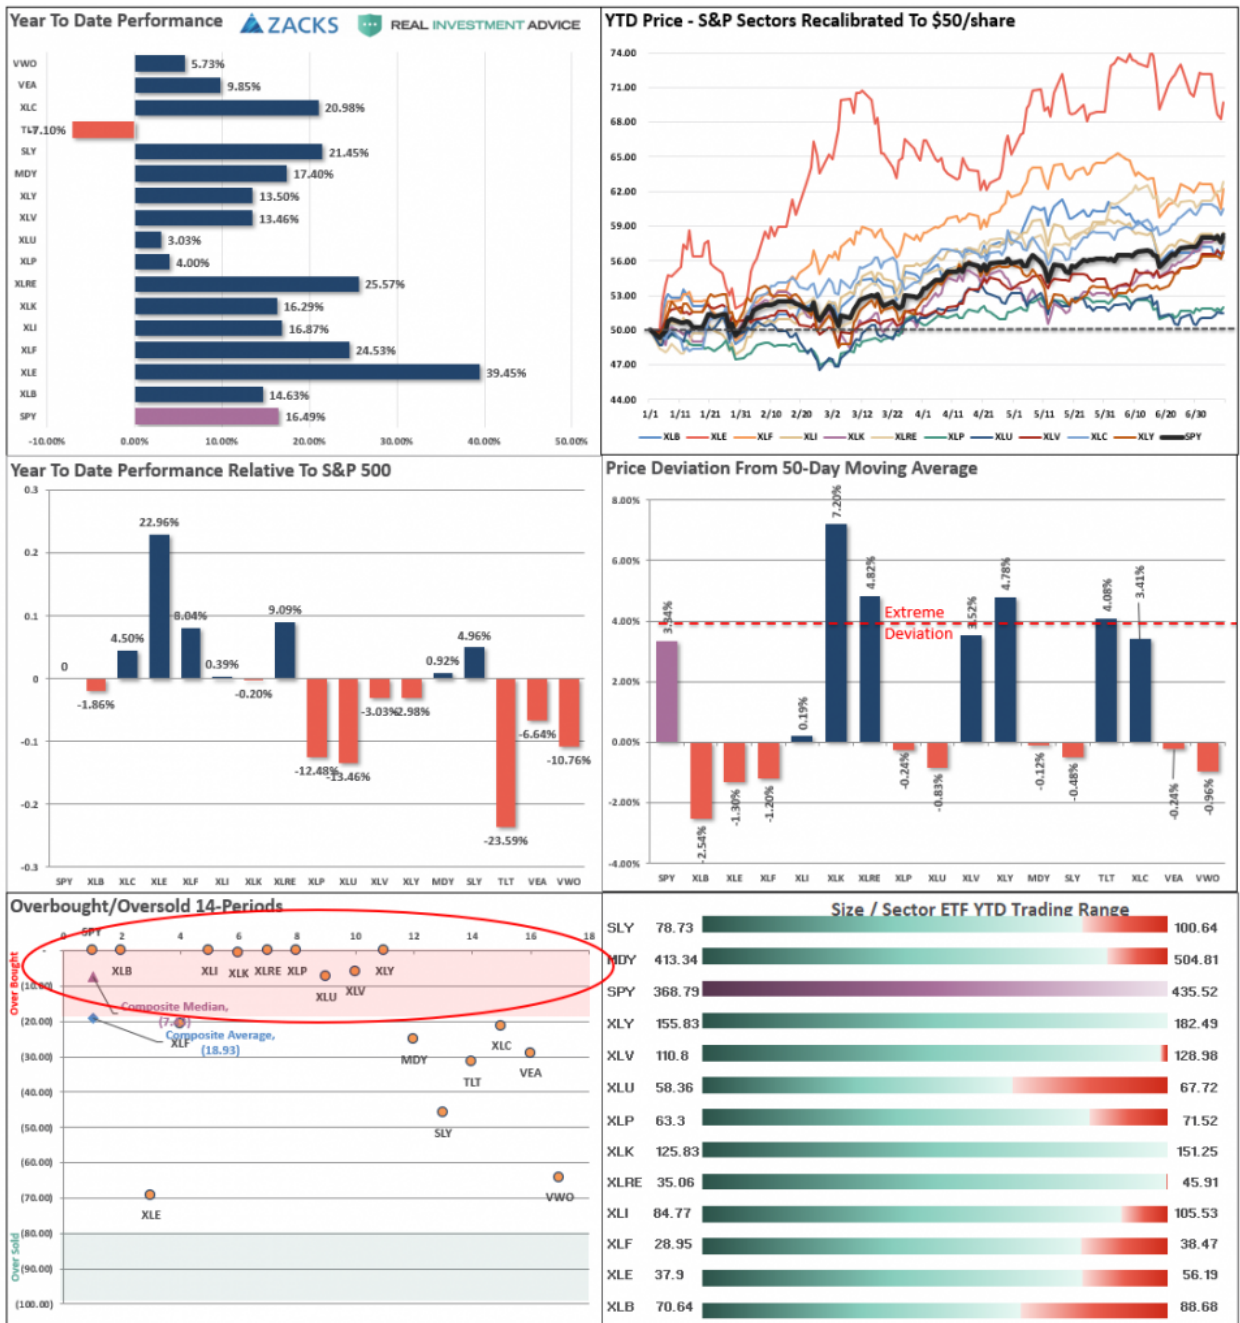 Year To Date Performance
ZACKS
REAL INVESTMENT ADVICE
VWO 5.73%
VEA 9.85%
XLC 20.98%
-7.10%
SLY 21.45%
MDY 17.40%
XLY 13.50%
XLV 13.46%
XLU 3.03%
XLP 4.00%
XLRE 25.57%
XLK 16.29%
XLI 16.87%
XLF 24.53%
XLE 39.45%
XLB 14.63%
SPY 16.49%
-10.00% 0.00% 10.00% 20.00% 30.00% 40.00% 50.00%
YTD Price - S&P Sectors Recalibrated To $50/share
74.00
71.00
68.00
65.00
62.00
59.00
56.00
53.00
50.00
47.00
44.00
1/1 1/11 1/21 1/31 2/10 2/20 3/2 3/12 3/22 4/1 4/11 4/21 5/1 5/11 5/21 5/31 6/10 6/20 6/30
XLB XLE XLF XLI XLK XLRE XLP XLU XLV XLC XLY SPY
Year To Date Performance Relative To S&P 500
0.3
0.2
0.1
0
-0.1
-0.2
-0.3
0
-1.86%
4.50%
22.96%
8.04%
0.39%
-0.20%
9.09%
-12.48%
-13.46%
-3.03%
-2.98%
0.92%
4.96%
-23.59%
-6.64%
-10.76%
SPY XLB XLC XLE XLF XLI XLK XLRE XLP XLU XLV XLY MDY SLY TLT VEA VWO
Price Deviation From 50-Day Moving Average
8.00%
6.00%
4.00%
2.00%
0.00%
-2.00%
-4.00%
3.34%
-2.54%
-1.30%
-1.20%
0.19%
7.20%
4.82%
-0.24%
-0.83%
3.52%
4.78%
-0.12%
-0.48%
4.08%
3.41%
-0.24%
-0.96%
Extreme
Deviation
SPY XLB XLE XLF XLI XLK XLRE XLP XLU XLV XLY MDY SLY TLT XLC VEA VWO
Overbought/Oversold 14-Periods
0 2 4 6 8 10 12 14 16 18
-
(10.00)
(20.00)
(30.00)
(40.00)
(50.00)
(60.00)
(70.00)
(80.00)
(90.00)
(100.00)
Over Bought
Over Sold
SPY
XLB
XLI
XLK
XLRE
XLP
XLU
XLV
XLY
Composite Median,
Composite Average,
(18.93)
XLF
MDY
XLC
TLT
VEA
SLY
XLE
VWO
Size / Sector ETF YTD Trading Range
SLY 78.73 100.64
MDY 413.34 504.81
SPY 368.79 435.52
XLY 155.83 182.49
XLV 110.8 128.98
XLU 58.36 67.72
XLP 63.3 71.52
XLK 125.83 151.25
XLRE 35.06 45.91
XLI 84.77 105.53
XLF 28.95 38.47
XLE 37.9 56.19
XLB 70.64 88.68